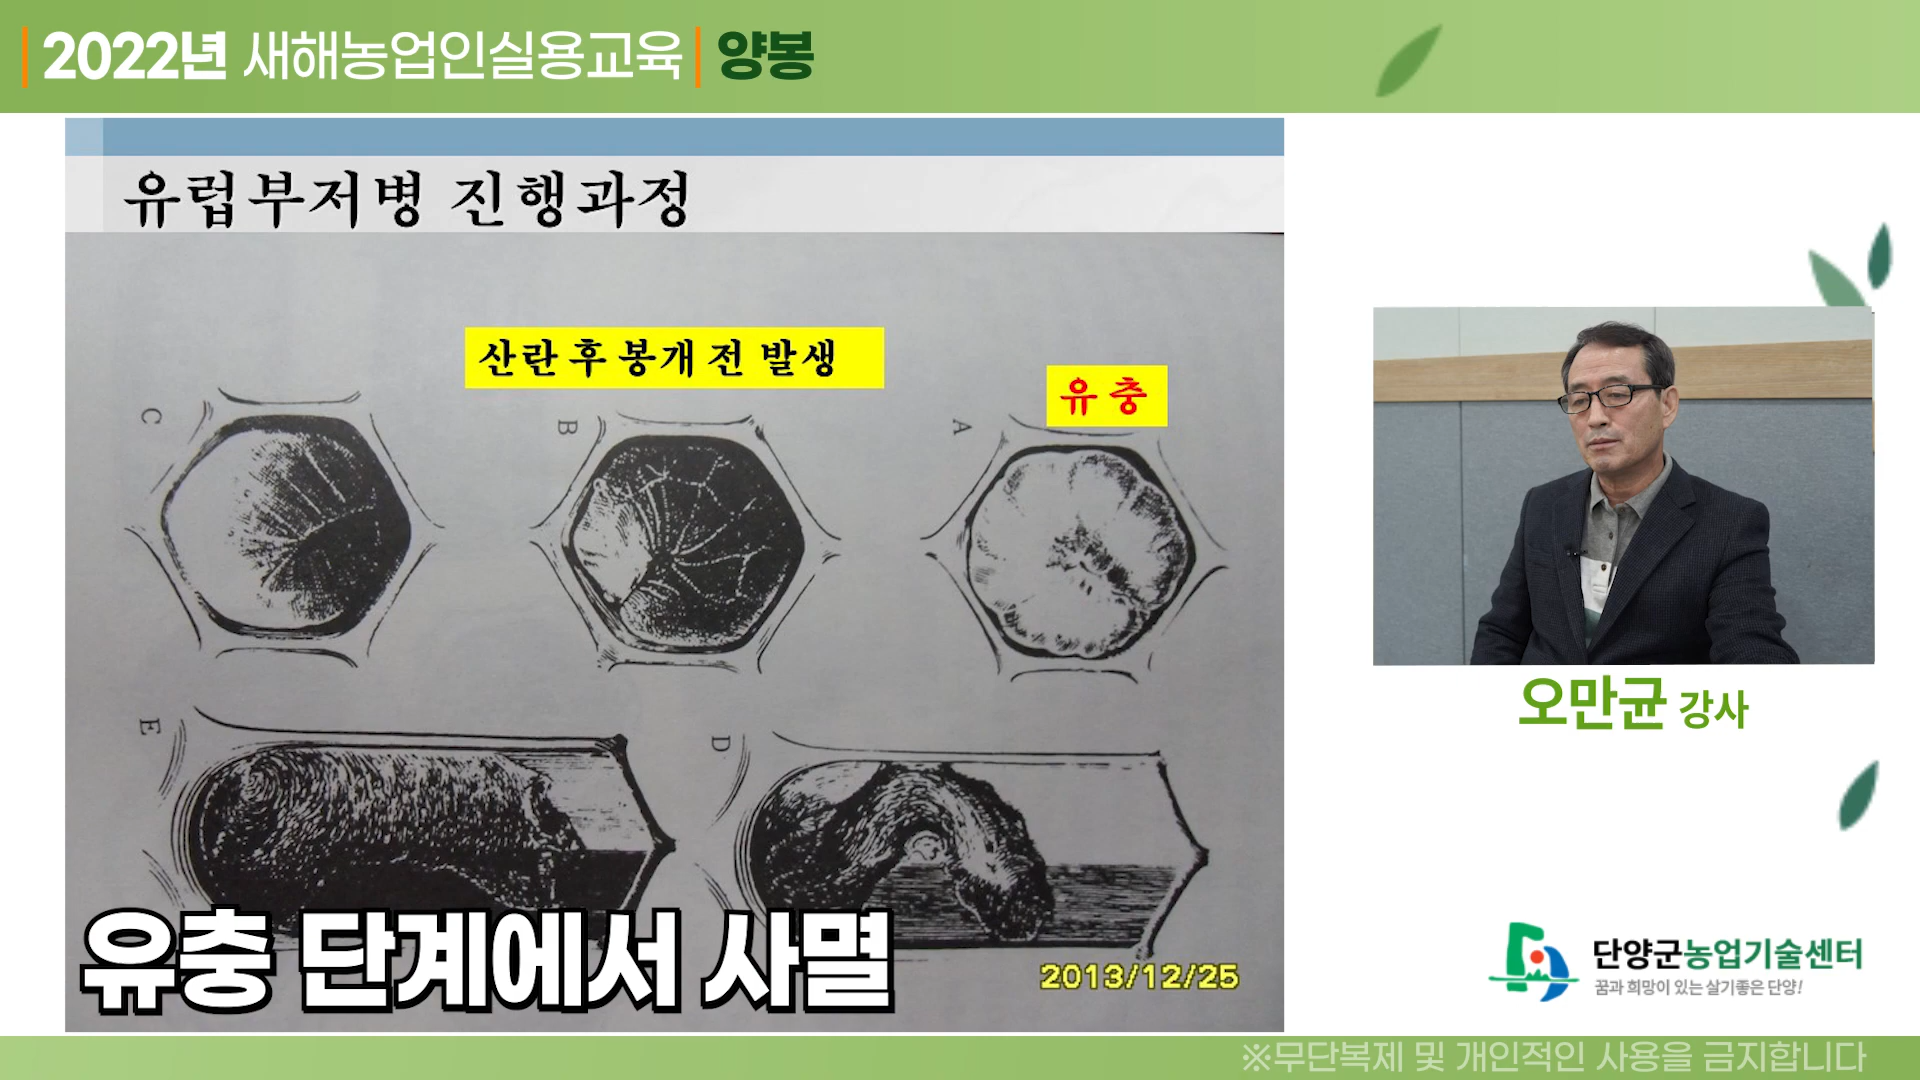 2022년 새해농업인실용교육 양봉
유럽부저병 진행과정
산란 후 봉개 전 발생
유 충
C
B
A
E
D
유충 단계에서 사멸
2013/12/25
오만균 강사
단양군농업기술센터
꿈과 희망이 있는 살기좋은 단양!
※무단복제 및 개인적인 사용을 금지합니다